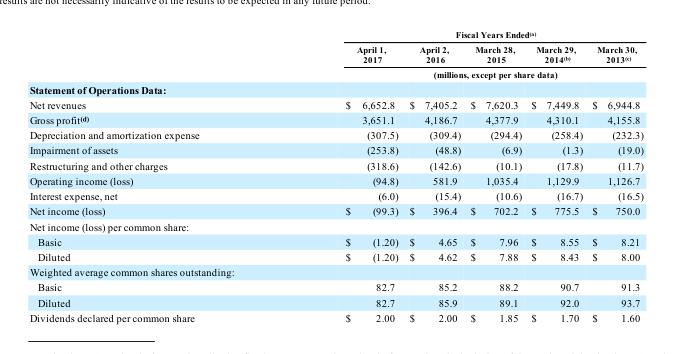 results are not necessarily indicative of the results to be expected in any future period.
Fiscal Years Ended(a)
April 1, 2017 April 2, 2016 March 28, 2015 March 29, 2014(b) March 30, 2013(c)
(millions, except per share data)
Statement of Operations Data:
Net revenues $ 6,652.8 $ 7,405.2 $ 7,620.3 $ 7,449.8 $ 6,944.8
Gross profit(d) 3,651.1 4,186.7 4,377.9 4,310.1 4,155.8
Depreciation and amortization expense (307.5) (309.4) (294.4) (258.4) (232.3)
Impairment of assets (253.8) (48.8) (6.9) (1.3) (19.0)
Restructuring and other charges (318.6) (142.6) (10.1) (17.8) (11.7)
Operating income (loss) (94.8) 581.9 1,035.4 1,129.9 1,126.7
Interest expense, net (6.0) (15.4) (10.6) (16.7) (16.5)
Net income (loss) $ (99.3) $ 396.4 $ 702.2 $ 775.5 $ 750.0
Net income (loss) per common share:
Basic $ (1.20) $ 4.65 $ 7.96 $ 8.55 $ 8.21
Diluted $ (1.20) $ 4.62 $ 7.88 $ 8.43 $ 8.00
Weighted average common shares outstanding:
Basic 82.7 85.2 88.2 90.7 91.3
Diluted 82.7 85.9 89.1 92.0 93.7
Dividends declared per common share $ 2.00 $ 2.00 $ 1.85 $ 1.70 $ 1.60